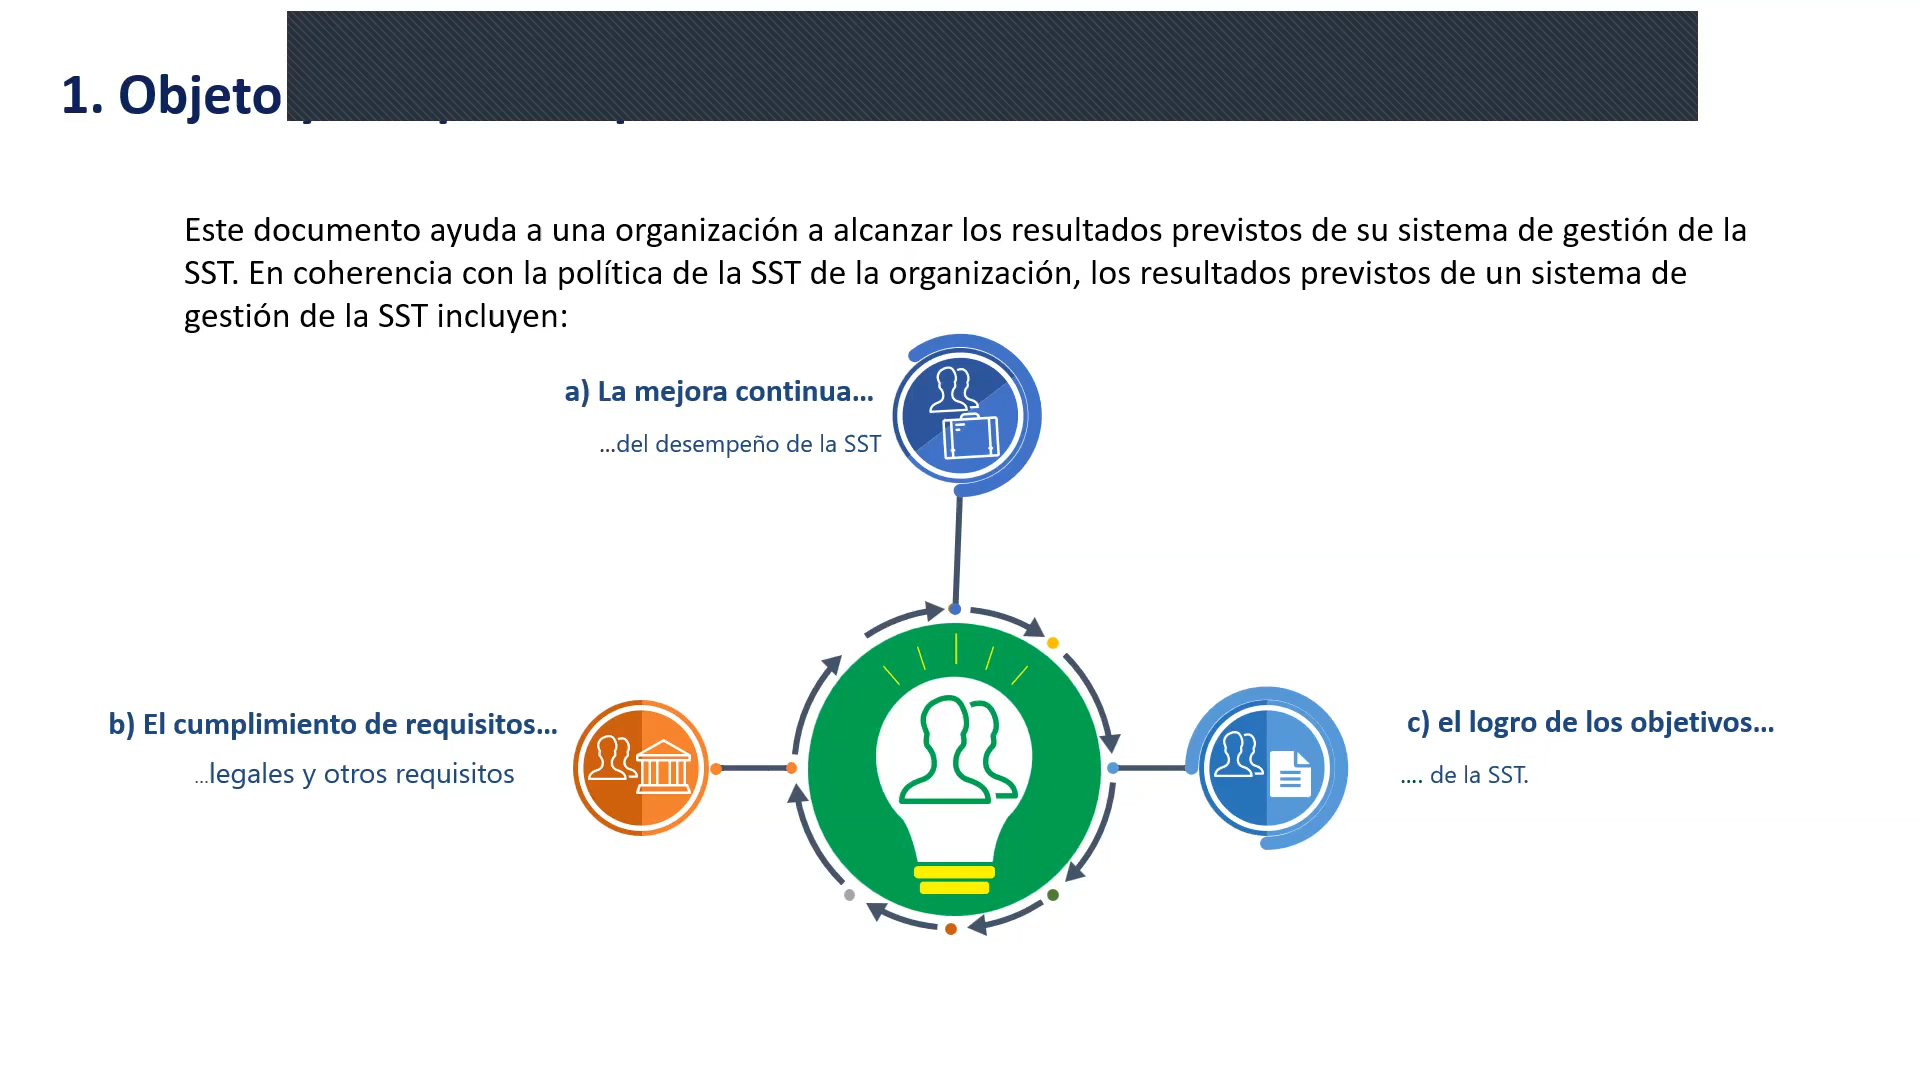 1. Objeto
Este documento ayuda a una organización a alcanzar los resultados previstos de su sistema de gestión de la
SST. En coherencia con la política de la SST de la organización, los resultados previstos de un sistema de
gestión de la SST incluyen:
a) La mejora continua...
...del desempeño de la SST
b) El cumplimiento de requisitos...
...legales y otros requisitos
c) el logro de los objetivos...
.... de la SST.